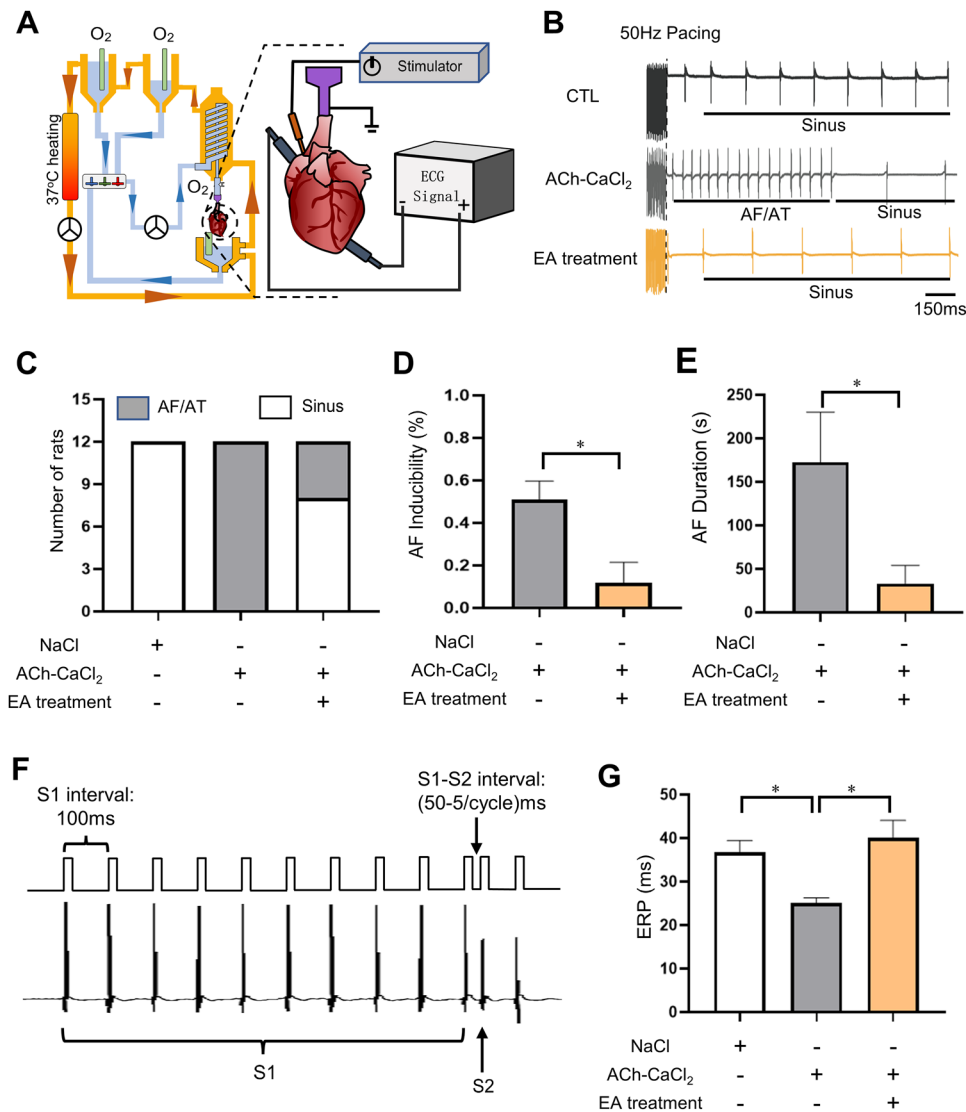 A
O₂
O₂
37°C heating
O₂
Stimulator
ECG
Signal
-
+
B
50Hz Pacing
CTL
Sinus
ACh-CaCl₂
AF/AT
Sinus
EA treatment
Sinus
150ms
C
AF/AT
Sinus
Number of rats
15
12
9
6
3
0
NaCl + - -
ACh-CaCl₂ - + +
EA treatment - - +
D
AF Inducibility (%)
1.0
0.8
0.6
0.4
0.2
0.0
*
NaCl - -
ACh-CaCl₂ + +
EA treatment - +
E
AF Duration (s)
250
200
150
100
50
0
*
NaCl - -
ACh-CaCl₂ + +
EA treatment - +
F
S1 interval:
100ms
S1-S2 interval:
(50-5/cycle)ms
S1
S2
G
ERP (ms)
50
40
30
20
10
0
* *
NaCl + - -
ACh-CaCl₂ - + +
EA treatment - - +